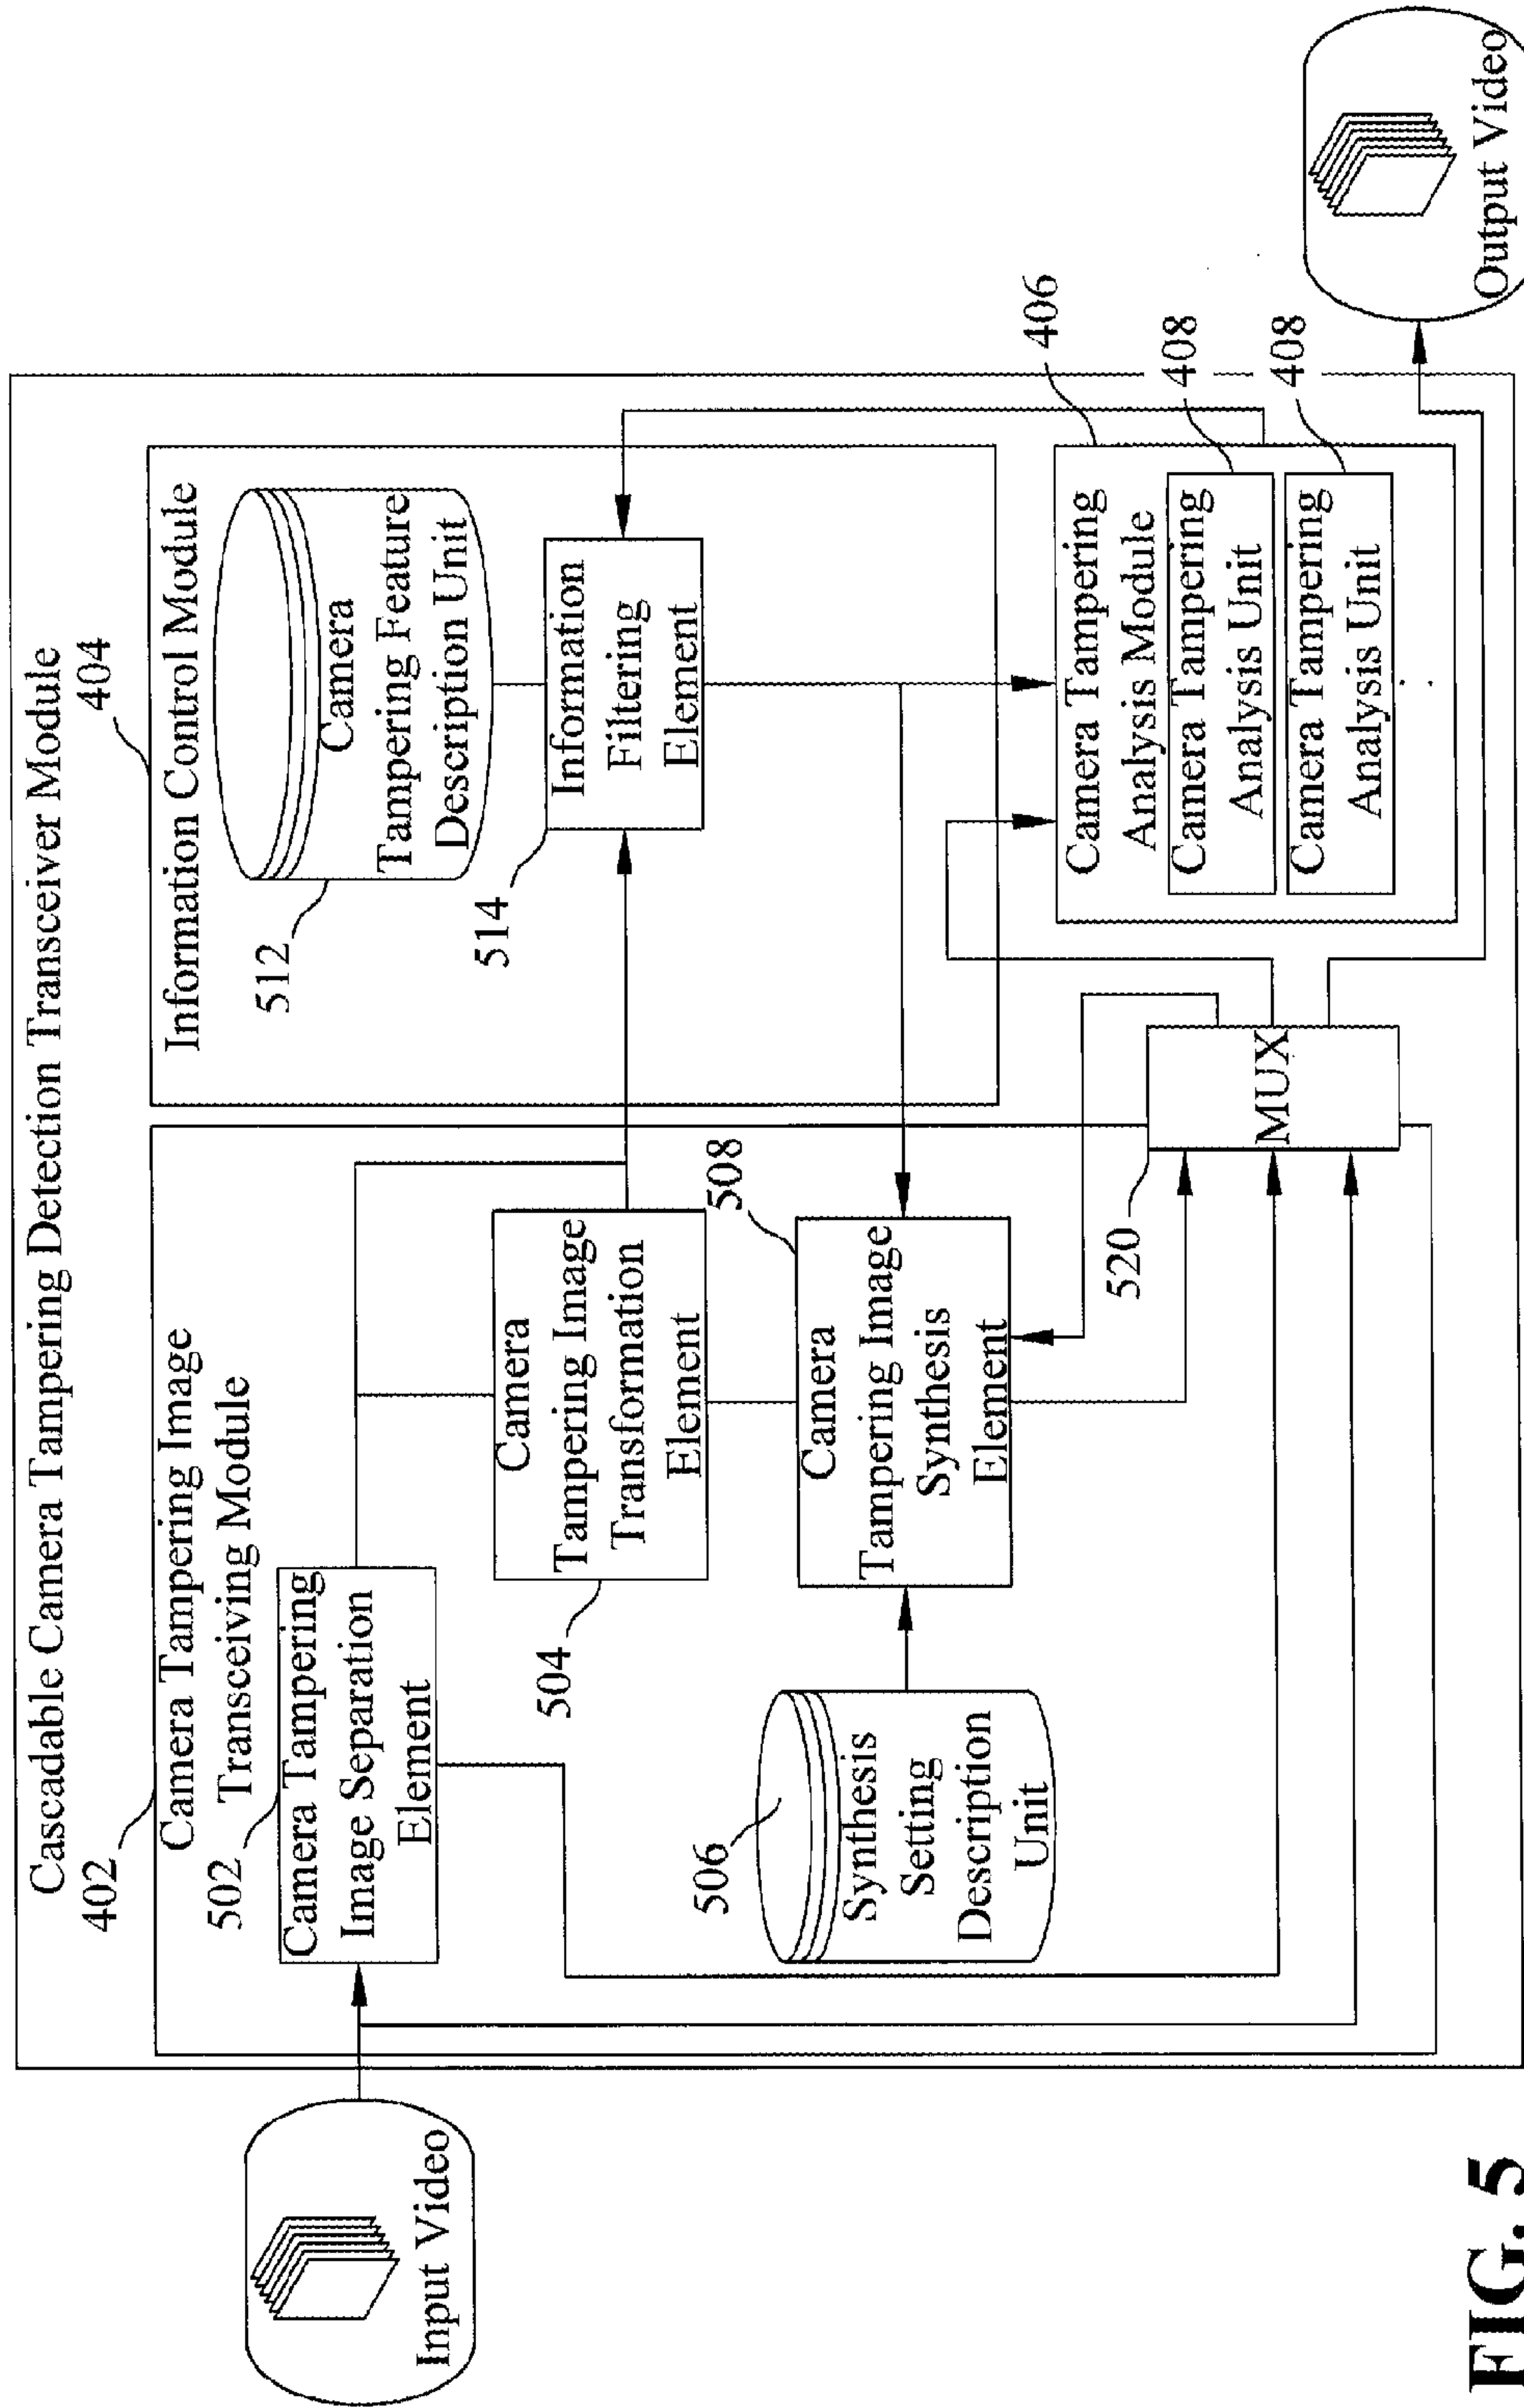 Cascadable Camera Tampering Detection Transceiver Module
402
Camera Tampering Image
Transceiving Module
502
Camera Tampering
Image Separation
Element
504
Camera
Tampering Image
Transformation
Element
506
Synthesis
Setting
Description
Unit
508
Camera
Tampering Image
Synthesis
Element
520
MUX
404
Information Control Module
512
Camera
Tampering Feature
Description Unit
514
Information
Filtering
Element
406
Camera Tampering
Analysis Module
408
Camera Tampering
Analysis Unit
408
Camera Tampering
Analysis Unit
Input Video
Output Video
FIG. 5